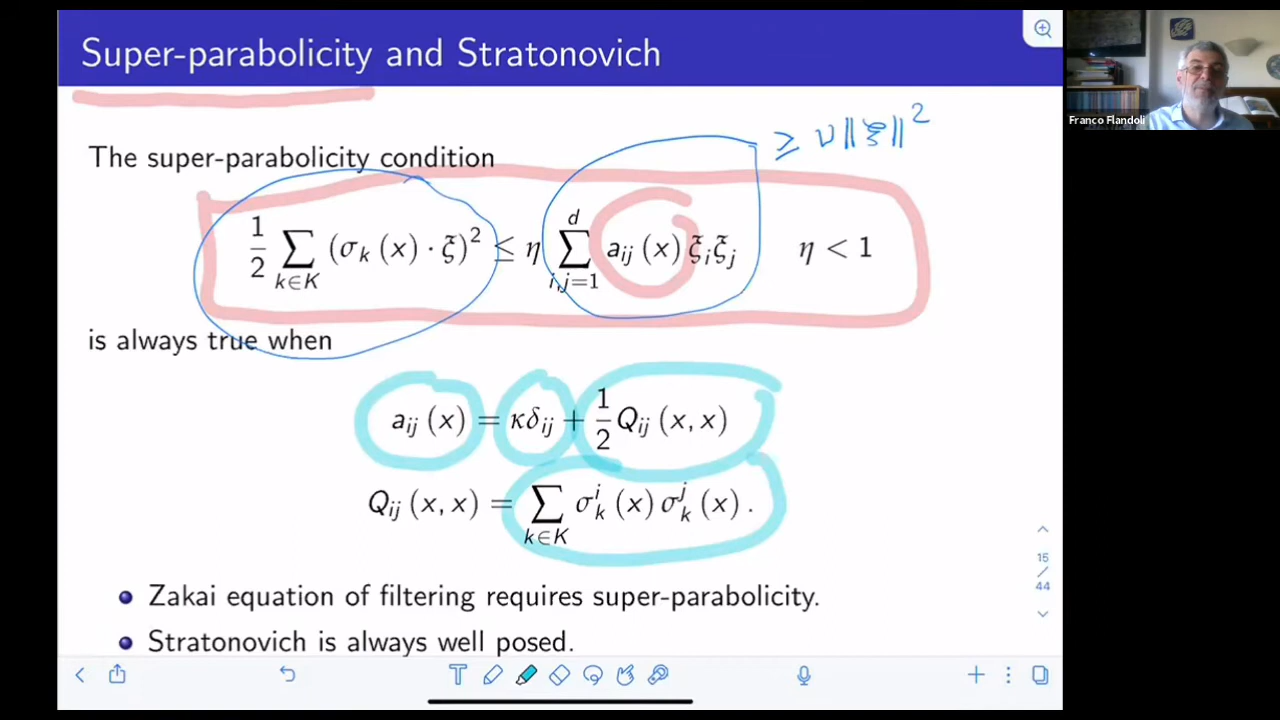 Super-parabolicity and Stratonovich
≥ ν‖ξ‖²
The super-parabolicity condition
1/2 ∑_{k∈K} (σ_k (x) · ξ)² ≤ η ∑_{i,j=1}^{d} a_{ij} (x) ξ_i ξ_j   η < 1
is always true when
a_{ij} (x) = κδ_{ij} + 1/2 Q_{ij} (x, x)
Q_{ij} (x, x) = ∑_{k∈K} σ_k^i (x) σ_k^j (x) .
Zakai equation of filtering requires super-parabolicity.
Stratonovich is always well posed.
15
/
44
T
Franco Flandoli